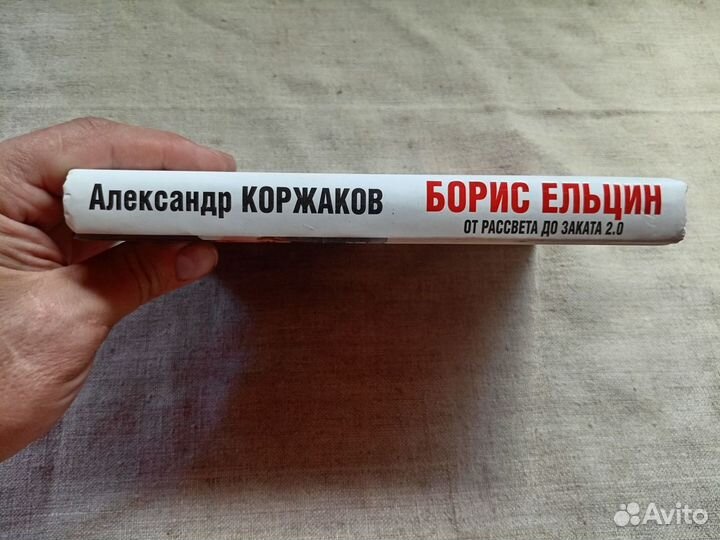 Александр КОРЖАКОВ
БОРИС ЕЛЬЦИН
ОТ РАССВЕТА ДО ЗАКАТА 2.0
Avito